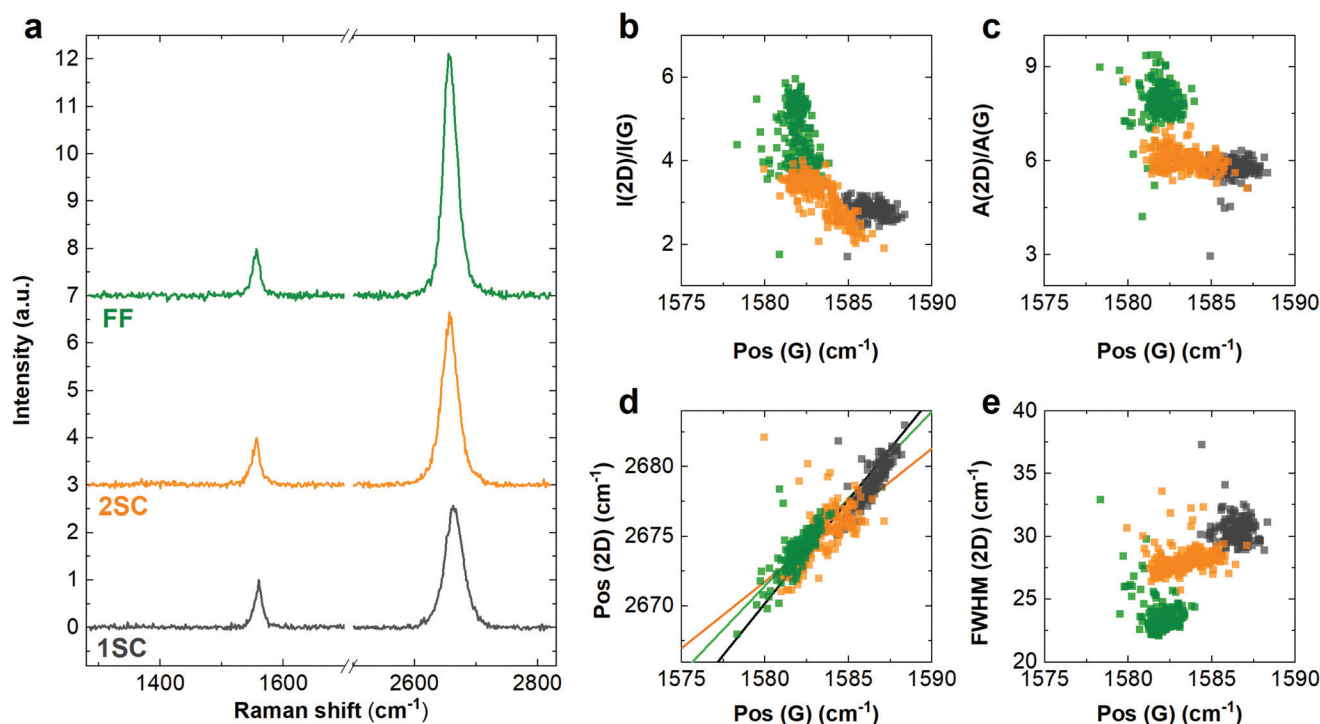 a
Intensity (a.u.)
12
11
10
9
8
7
6
5
4
3
2
1
0
FF
2SC
1SC
1400
1600
2600
2800
Raman shift (cm⁻¹)
b
I(2D)/I(G)
6
4
2
1575
1580
1585
1590
Pos (G) (cm⁻¹)
c
A(2D)/A(G)
9
6
3
1575
1580
1585
1590
Pos (G) (cm⁻¹)
d
Pos (2D) (cm⁻¹)
2680
2675
2670
1575
1580
1585
1590
Pos (G) (cm⁻¹)
e
FWHM (2D) (cm⁻¹)
40
35
30
25
20
1575
1580
1585
1590
Pos (G) (cm⁻¹)